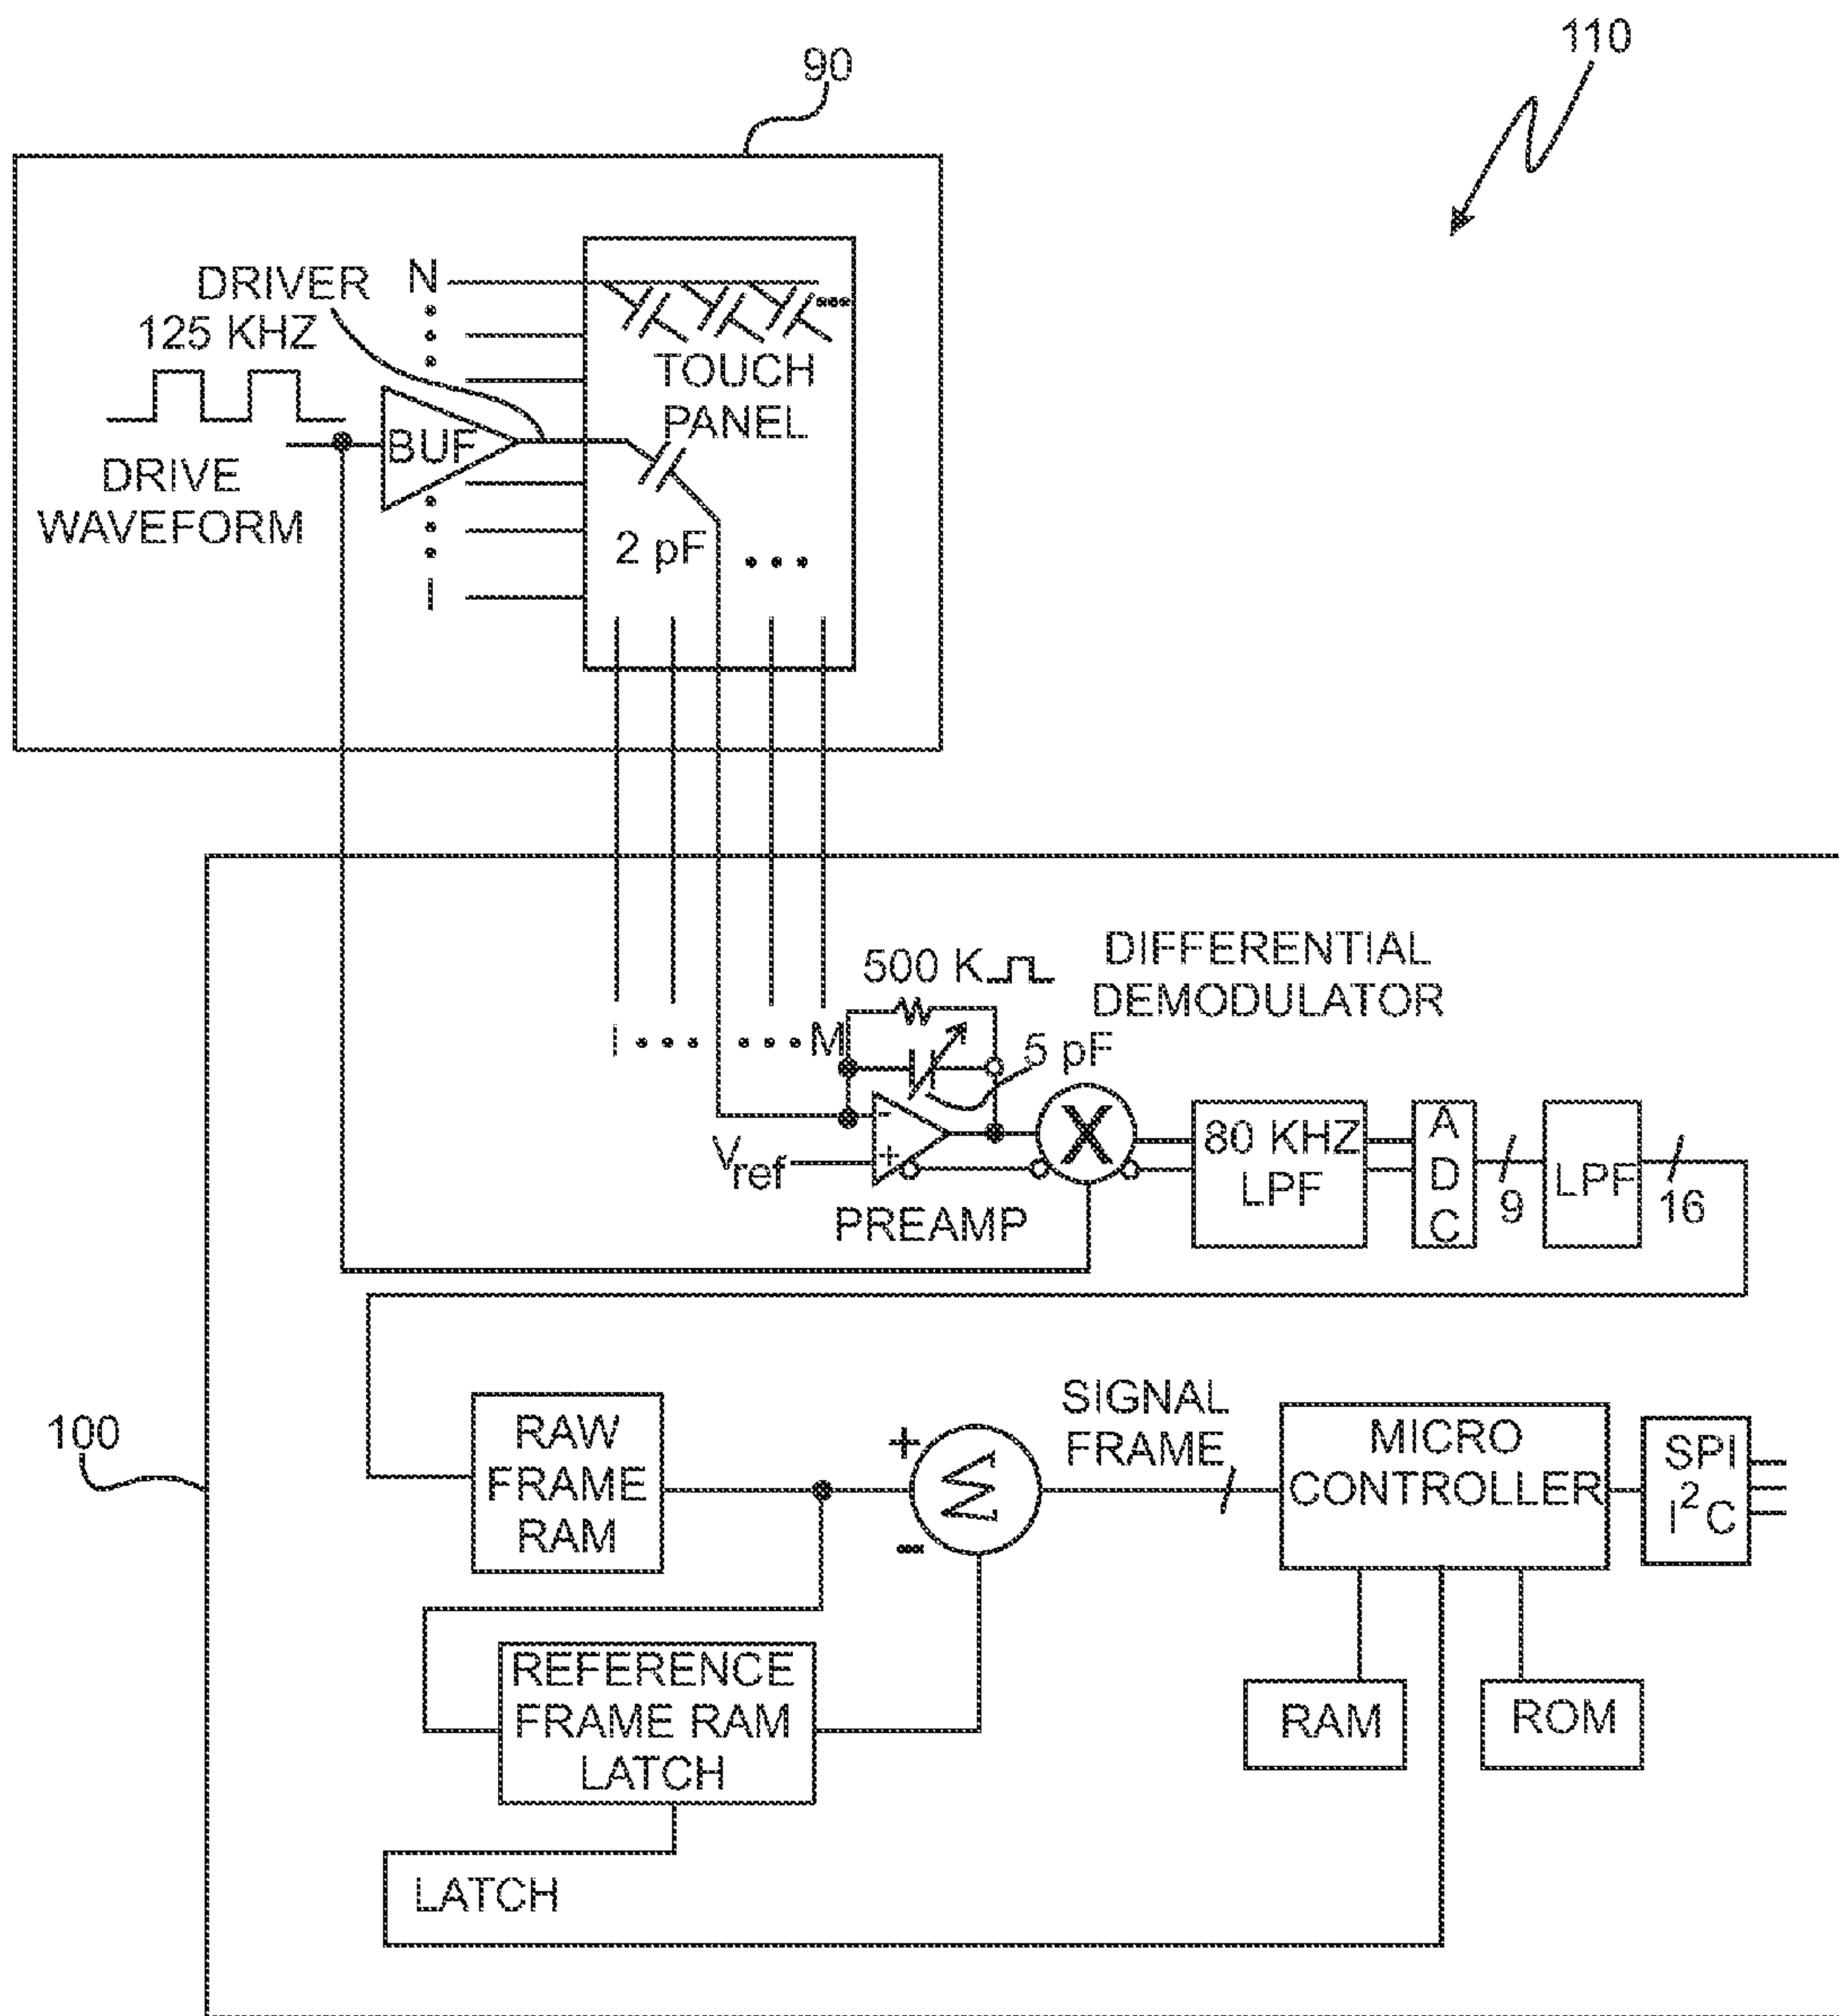 110
90
DRIVER
125 KHZ
N
DRIVE
WAVEFORM
BUF
TOUCH
PANEL
2 pF
I
DIFFERENTIAL
DEMODULATOR
500 K
I
M
5 pF
-
+
Vref
PREAMP
X
80 KHZ
LPF
A
D
C
9
LPF
16
100
RAW
FRAME
RAM
+
-
Σ
SIGNAL
FRAME
MICRO
CONTROLLER
SPI
I²C
REFERENCE
FRAME RAM
LATCH
RAM
ROM
LATCH